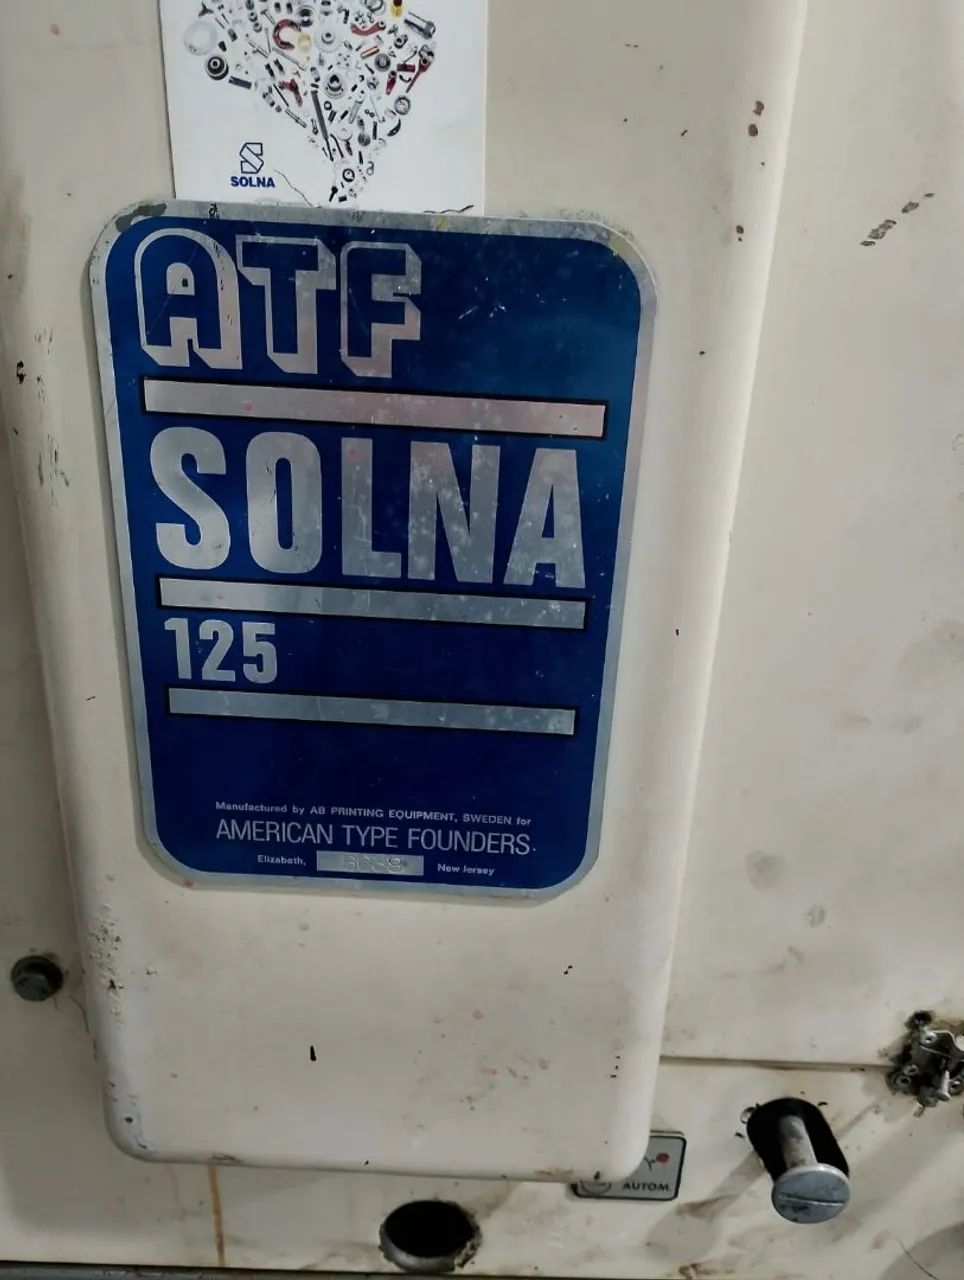 SOLNA
ATF
SOLNA
125
Manufactured by AB PRINTING EQUIPMENT, SWEDEN for
AMERICAN TYPE FOUNDERS.
Elizabeth, New Jersey
AUTOM.